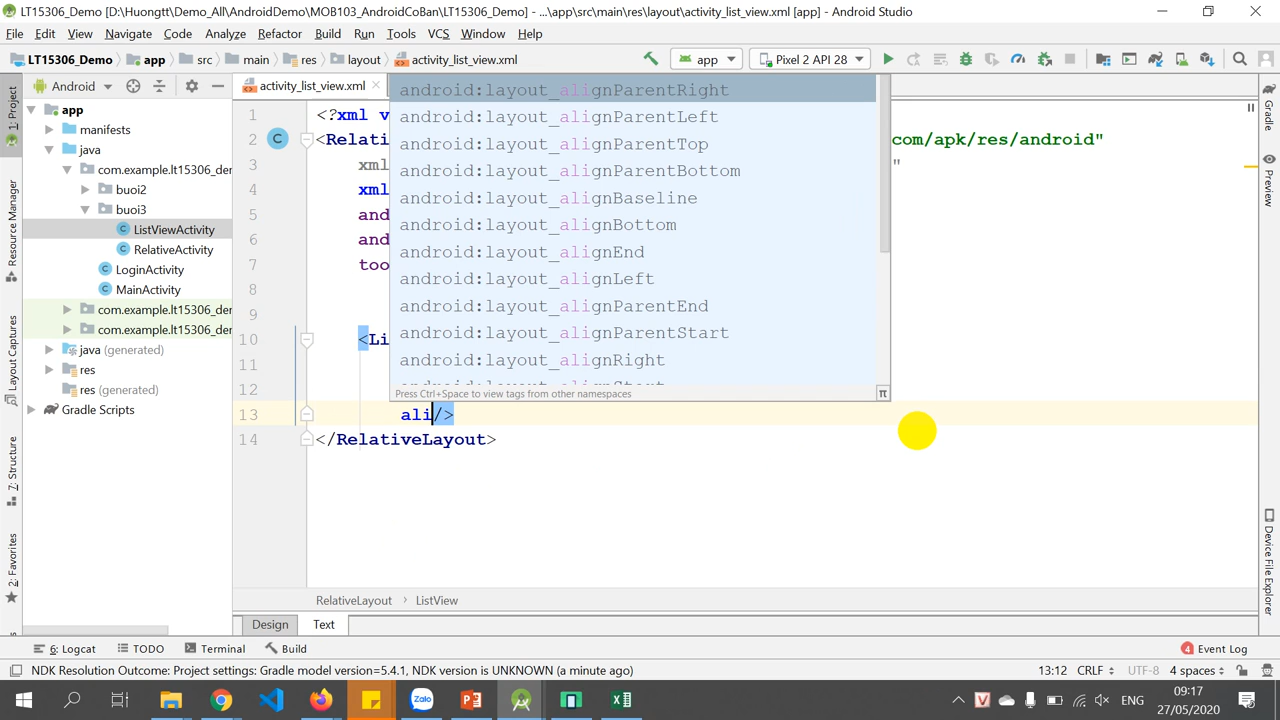 LT15306_Demo [D:\Huongtt\Demo_All\AndroidDemo\MOB103_AndroidCoBan\LT15306_Demo] - ...\app\src\main\res\layout\activity_list_view.xml [app] - Android Studio
File Edit View Navigate Code Analyze Refactor Build Run Tools VCS Window Help
LT15306_Demo app src main res layout activity_list_view.xml app Pixel 2 API 28
1: Project
Resource Manager
Layout Captures
7: Structure
2: Favorites
Android
app
manifests
java
com.example.lt15306_der
buoi2
buoi3
ListViewActivity
RelativeActivity
LoginActivity
MainActivity
com.example.lt15306_der
com.example.lt15306_der
java (generated)
res
res (generated)
Gradle Scripts
activity_list_view.xml
1 <?xml v
2 <Relati com/apk/res/android"
3 xml "
4 xml
5 and
6 and
7 too
8
9
10 <Li
11
12
13 ali/>
14 </RelativeLayout>
android:layout_alignParentRight
android:layout_alignParentLeft
android:layout_alignParentTop
android:layout_alignParentBottom
android:layout_alignBaseline
android:layout_alignBottom
android:layout_alignEnd
android:layout_alignLeft
android:layout_alignParentEnd
android:layout_alignParentStart
android:layout_alignRight
android:layout_alignStart
Press Ctrl+Space to view tags from other namespaces π
RelativeLayout › ListView
Design Text
Gradle
Preview
Device File Explorer
6: Logcat TODO Terminal Build 4 Event Log
NDK Resolution Outcome: Project settings: Gradle model version=5.4.1, NDK version is UNKNOWN (a minute ago) 13:12 CRLF UTF-8 4 spaces
Zalo V ENG 09:17
27/05/2020